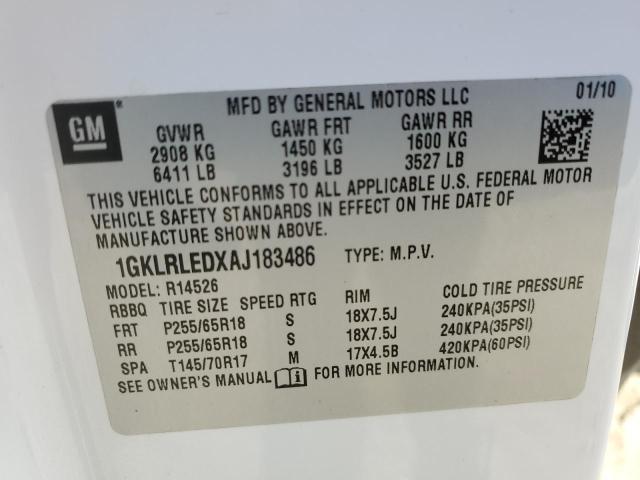 MFD BY GENERAL MOTORS LLC 01/10
GM
GVWR GAWR FRT GAWR RR
2908 KG 1450 KG 1600 KG
6411 LB 3196 LB 3527 LB
THIS VEHICLE CONFORMS TO ALL APPLICABLE U.S. FEDERAL MOTOR
VEHICLE SAFETY STANDARDS IN EFFECT ON THE DATE OF
MANUFACTURE SHOWN ABOVE.
1GKLRLEDXAJ183486 TYPE: M.P.V.
MODEL: R14526
RBBQ TIRE SIZE SPEED RTG RIM COLD TIRE PRESSURE
FRT P255/65R18 S 18X7.5J 240KPA(35PSI)
RR P255/65R18 S 18X7.5J 240KPA(35PSI)
SPA T145/70R17 M 17X4.5B 420KPA(60PSI)
SEE OWNER'S MANUAL FOR MORE INFORMATION.